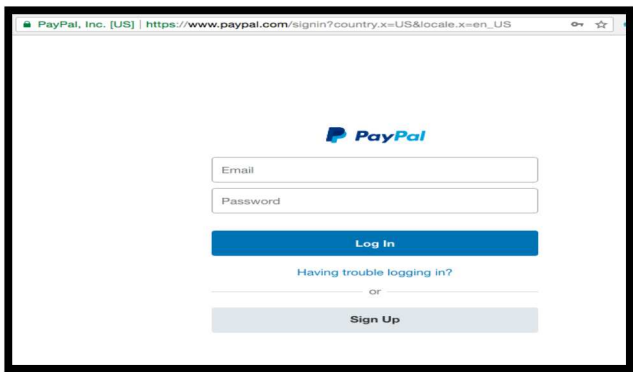 PayPal, Inc. [US] | https://www.paypal.com/signin?country.x=US&locale.x=en_US
PayPal
Email
Password
Log In
Having trouble logging in?
or
Sign Up